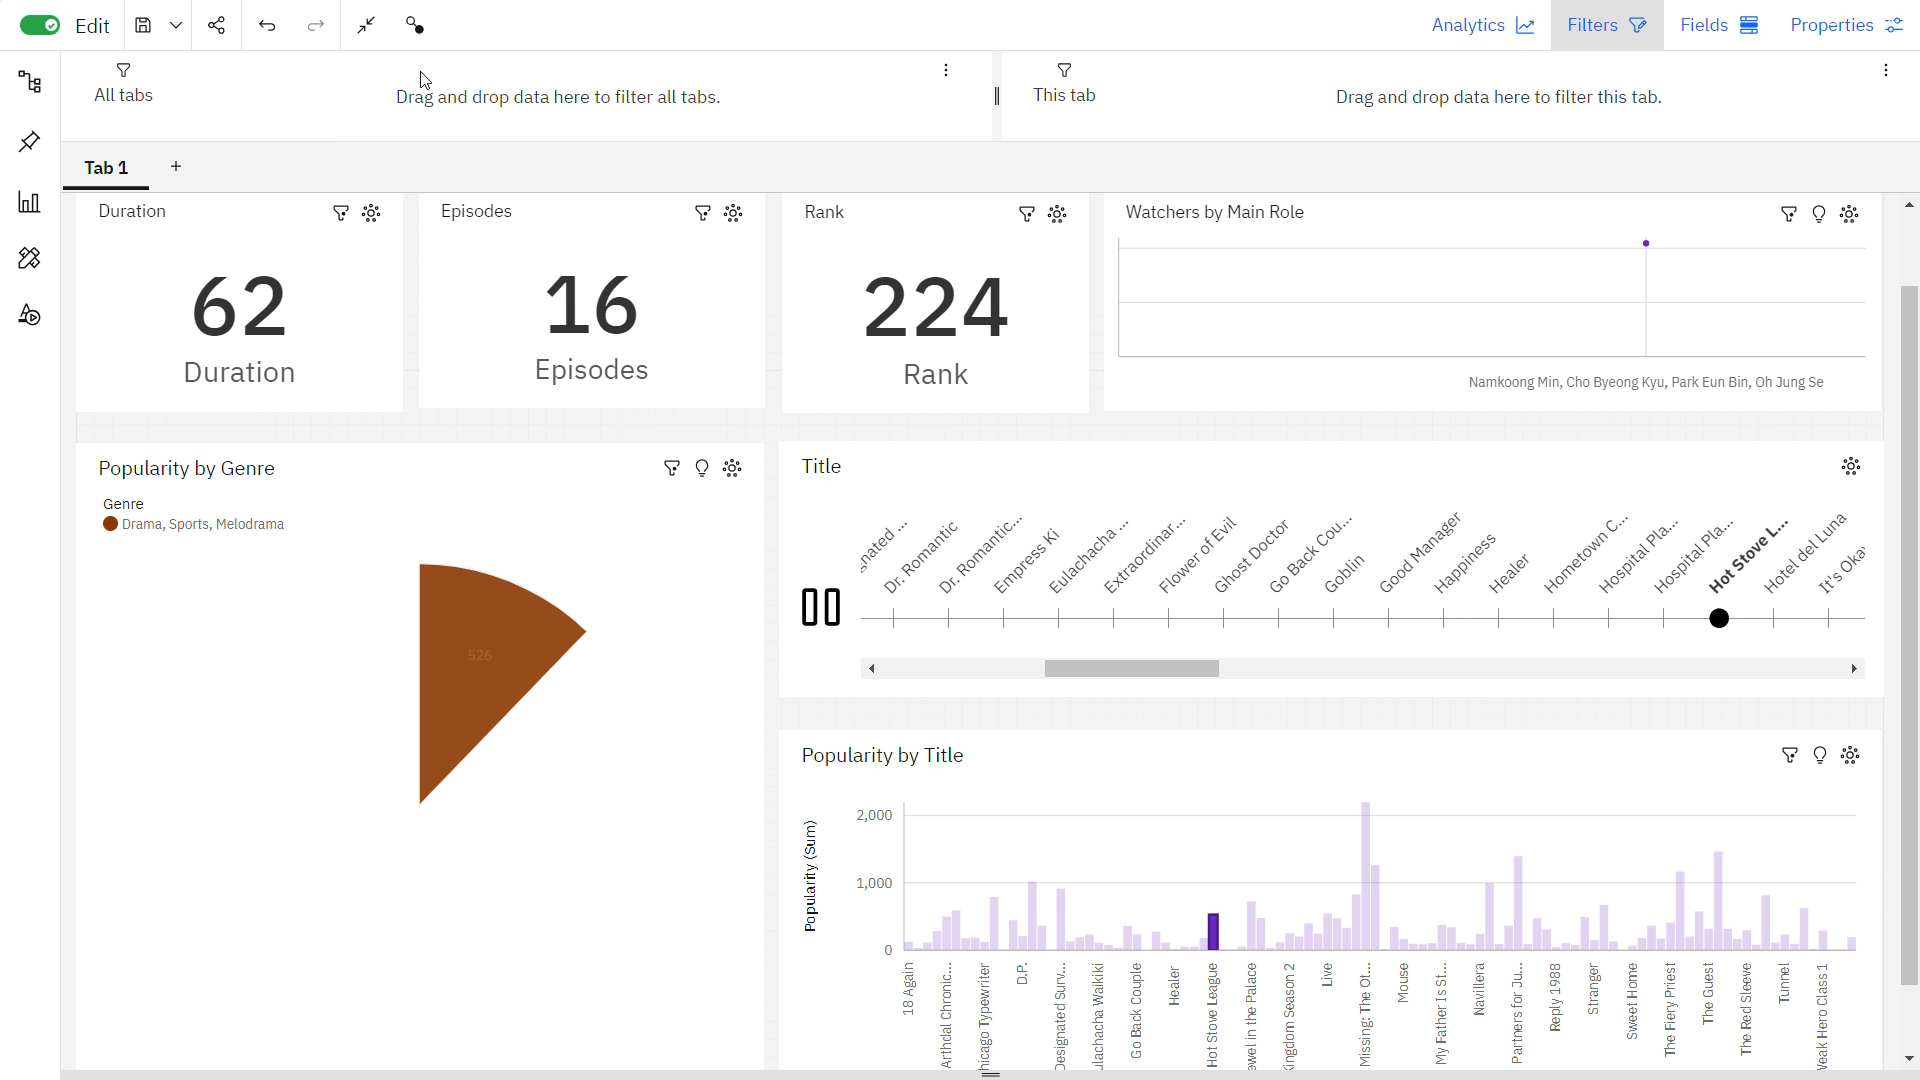 Edit
Analytics
Filters
Fields
Properties
All tabs
Drag and drop data here to filter all tabs.
This tab
Drag and drop data here to filter this tab.
Tab 1
Duration
62
Duration
Episodes
16
Episodes
Rank
224
Rank
Watchers by Main Role
Namkoong Min, Cho Byeong Kyu, Park Eun Bin, Oh Jung Se
Popularity by Genre
Genre
Drama, Sports, Melodrama
526
Title
gnated ...
Dr. Romantic
Dr. Romantic...
Empress Ki
Eulachacha ...
Extraordinar...
Flower of Evil
Ghost Doctor
Go Back Cou...
Goblin
Good Manager
Happiness
Healer
Hometown C...
Hospital Pla...
Hospital Pla...
Hot Stove L...
Hotel del Luna
It's Oka
Popularity by Title
Popularity (Sum)
2,000
1,000
0
18 Again
Arthdal Chronic...
hicago Typewriter
D.P.
Designated Surv...
ulachacha Waikiki
Go Back Couple
Healer
Hot Stove League
ewel in the Palace
Kingdom Season 2
Live
Missing: The Ot...
Mouse
My Father Is St...
Navillera
Partners for Ju...
Reply 1988
Stranger
Sweet Home
The Fiery Priest
The Guest
The Red Sleeve
Tunnel
Weak Hero Class 1